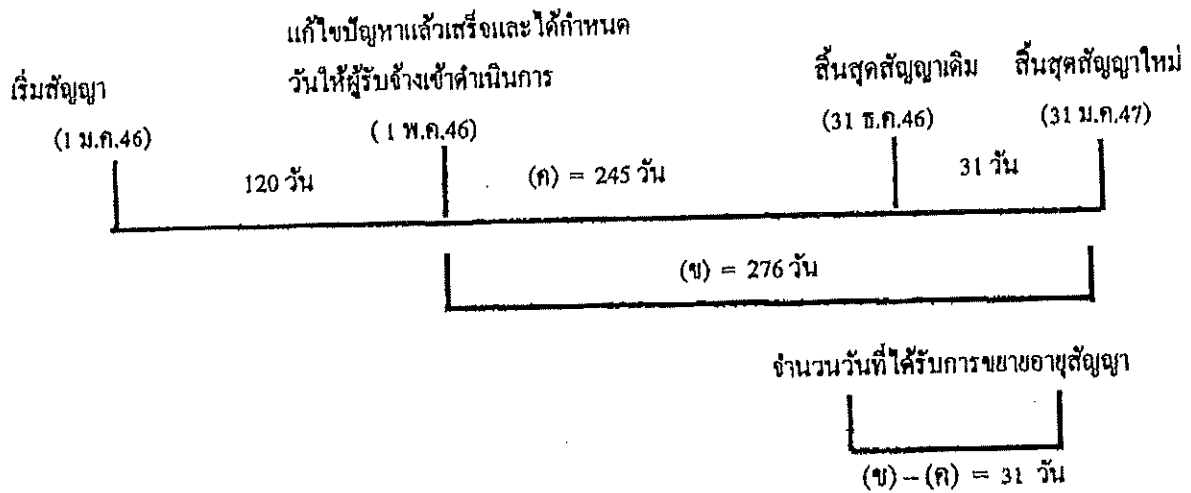 แก้ไขปัญหาแล้วเสร็จและได้กำหนด
วันให้ผู้รับจ้างเข้าดำเนินการ
เริ่มสัญญา
สิ้นสุดสัญญาเดิม สิ้นสุดสัญญาใหม่
(1 ม.ค.46) (1 พ.ค.46) (31 ธ.ค.46) (31 ม.ค.47)
120 วัน (ค) = 245 วัน 31 วัน
(ข) = 276 วัน
จำนวนวันที่ได้รับการขยายอายุสัญญา
(ข) – (ค) = 31 วัน